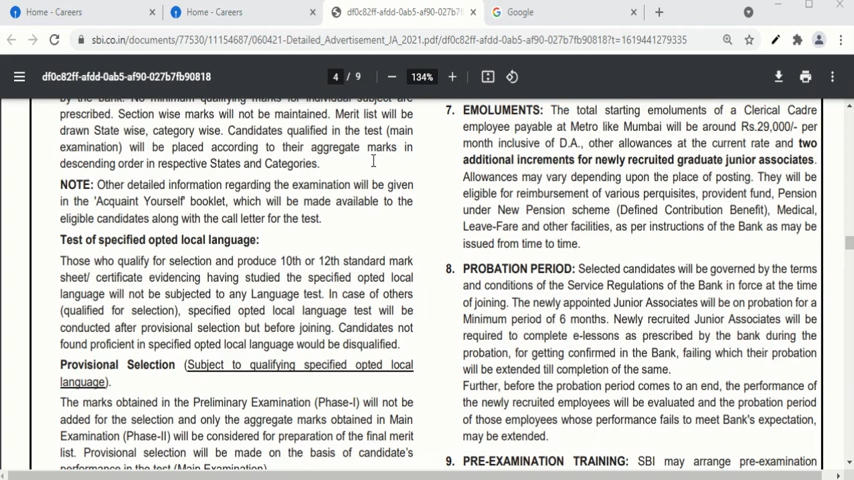 Home - Careers
Home - Careers
df0c82ff-afdd-0ab5-af90-027b7f
Google
sbi.co.in/documents/77530/11154687/060421-Detailed_Advertisement_JA_2021.pdf/df0c82ff-afdd-0ab5-af90-027b7fb90818?t=1619441279335
df0c82ff-afdd-0ab5-af90-027b7fb90818
4 / 9
134%
by the bank. No minimum qualifying marks for individual subject are
prescribed. Section wise marks will not be maintained. Merit list will be
drawn State wise, category wise. Candidates qualified in the test (main
examination) will be placed according to their aggregate marks in
descending order in respective States and Categories.
NOTE: Other detailed information regarding the examination will be given
in the 'Acquaint Yourself' booklet, which will be made available to the
eligible candidates along with the call letter for the test.
Test of specified opted local language:
Those who qualify for selection and produce 10th or 12th standard mark
sheet/ certificate evidencing having studied the specified opted local
language will not be subjected to any Language test. In case of others
(qualified for selection), specified opted local language test will be
conducted after provisional selection but before joining. Candidates not
found proficient in specified opted local language would be disqualified.
Provisional Selection (Subject to qualifying specified opted local
language).
The marks obtained in the Preliminary Examination (Phase-I) will not be
added for the selection and only the aggregate marks obtained in Main
Examination (Phase-II) will be considered for preparation of the final merit
list. Provisional selection will be made on the basis of candidate's
performance in the test (Main Examination)
7. EMOLUMENTS: The total starting emoluments of a Clerical Cadre
employee payable at Metro like Mumbai will be around Rs.29,000/- per
month inclusive of D.A., other allowances at the current rate and two
additional increments for newly recruited graduate junior associates.
Allowances may vary depending upon the place of posting. They will be
eligible for reimbursement of various perquisites, provident fund, Pension
under New Pension scheme (Defined Contribution Benefit), Medical,
Leave-Fare and other facilities, as per instructions of the Bank as may be
issued from time to time.
8. PROBATION PERIOD: Selected candidates will be governed by the terms
and conditions of the Service Regulations of the Bank in force at the time
of joining. The newly appointed Junior Associates will be on probation for a
Minimum period of 6 months. Newly recruited Junior Associates will be
required to complete e-lessons as prescribed by the bank during the
probation, for getting confirmed in the Bank, failing which their probation
will be extended till completion of the same.
Further, before the probation period comes to an end, the performance of
the newly recruited employees will be evaluated and the probation period
of those employees whose performance fails to meet Bank's expectation,
may be extended.
9. PRE-EXAMINATION TRAINING: SBI may arrange pre-examination